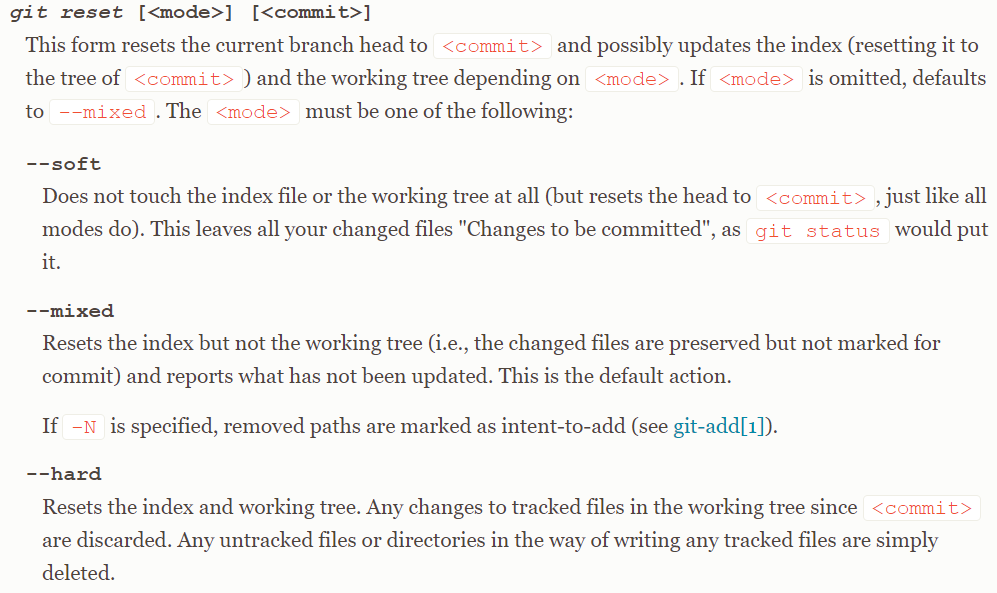 git reset [<mode>] [<commit>]
This form resets the current branch head to <commit> and possibly updates the index (resetting it to
the tree of <commit>) and the working tree depending on <mode>. If <mode> is omitted, defaults
to --mixed. The <mode> must be one of the following:
--soft
Does not touch the index file or the working tree at all (but resets the head to <commit>, just like all
modes do). This leaves all your changed files "Changes to be committed", as git status would put
it.
--mixed
Resets the index but not the working tree (i.e., the changed files are preserved but not marked for
commit) and reports what has not been updated. This is the default action.
If -N is specified, removed paths are marked as intent-to-add (see git-add[1]).
--hard
Resets the index and working tree. Any changes to tracked files in the working tree since <commit>
are discarded. Any untracked files or directories in the way of writing any tracked files are simply
deleted.